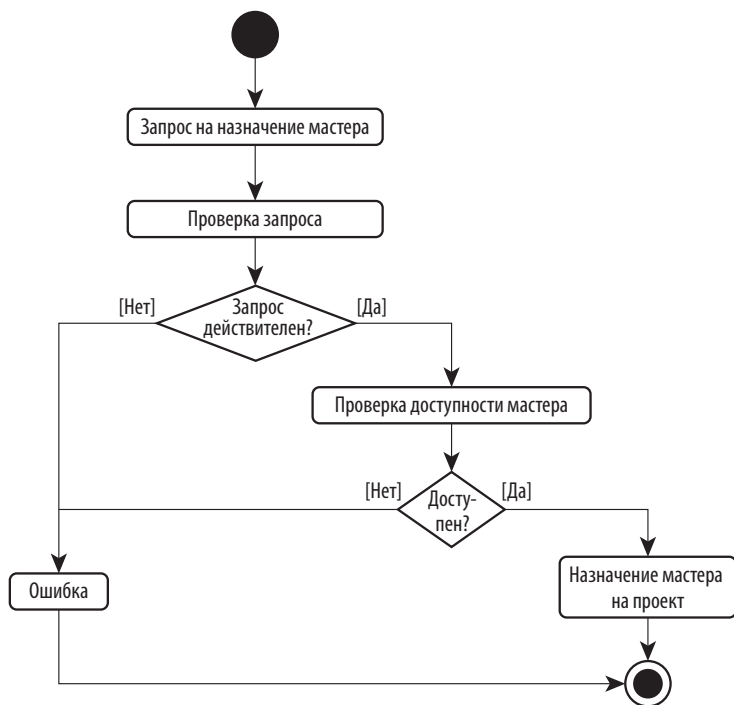 Запрос на назначение мастера
Проверка запроса
[Нет]
Запрос
действителен?
[Да]
Проверка доступности мастера
[Нет]
Досту-
пен?
[Да]
Ошибка
Назначение мастера
на проект